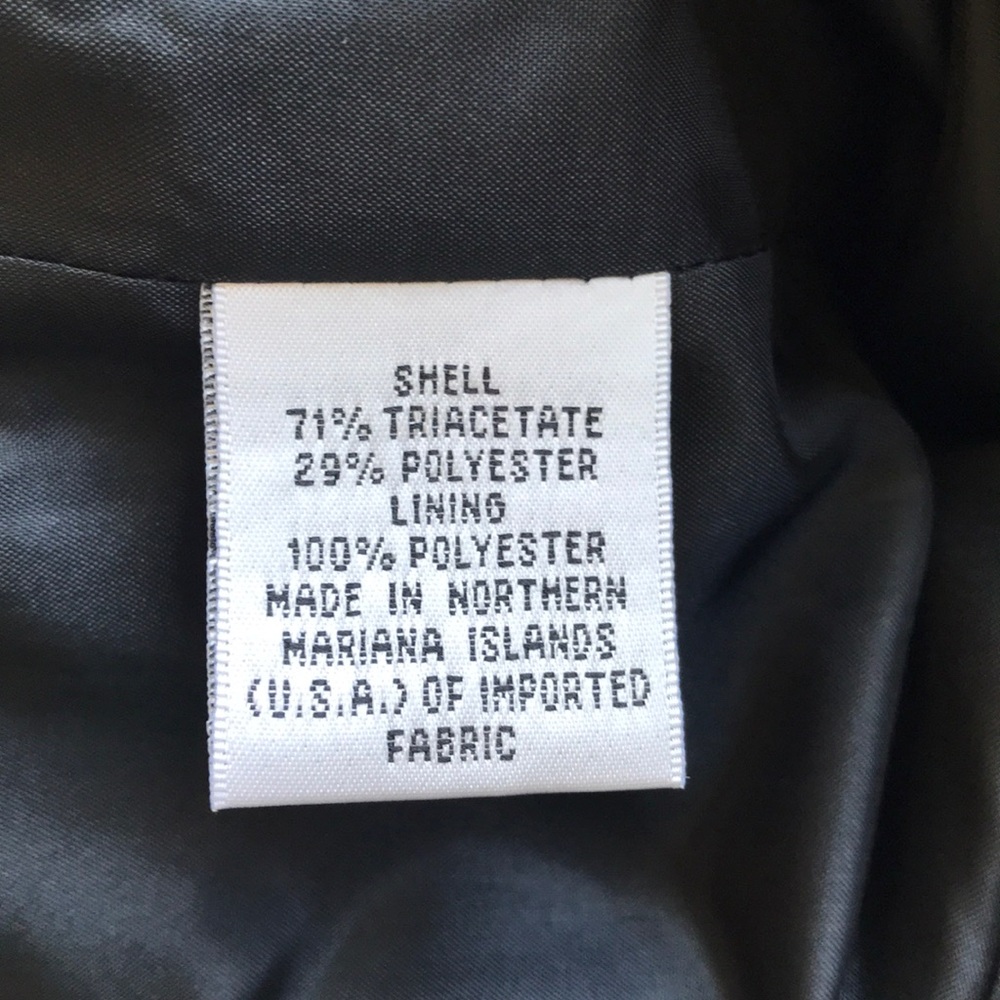 SHELL
71% TRIACETATE
29% POLYESTER
LINING
100% POLYESTER
MADE IN NORTHERN
MARIANA ISLANDS
(U.S.A.) OF IMPORTED
FABRIC